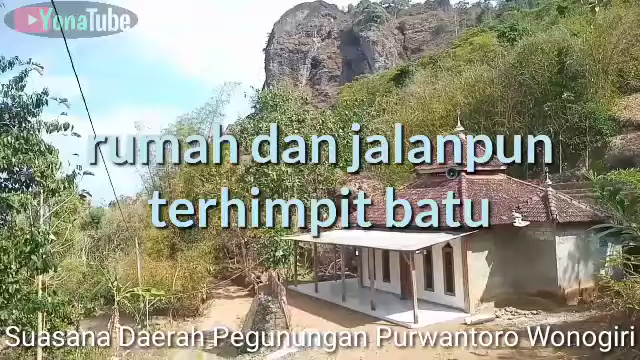 YonaTube
rumah dan jalanpun
terhimpit batu
Suasana Daerah Pegunungan Purwantoro Wonogiri